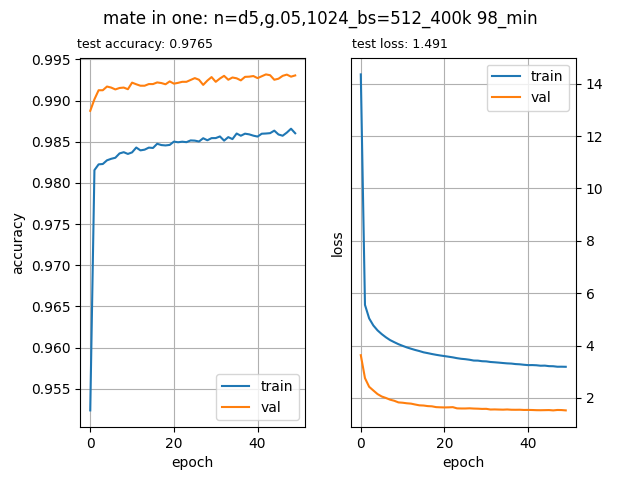 mate in one: n=d5,g.05,1024_bs=512_400k 98_min
test accuracy: 0.9765
test loss: 1.491
0.995
0.990
0.985
0.980
0.975
0.970
0.965
0.960
0.955
accuracy
train
val
0 20 40
epoch
train
val
14
12
10
8
6
4
2
loss
0 20 40
epoch